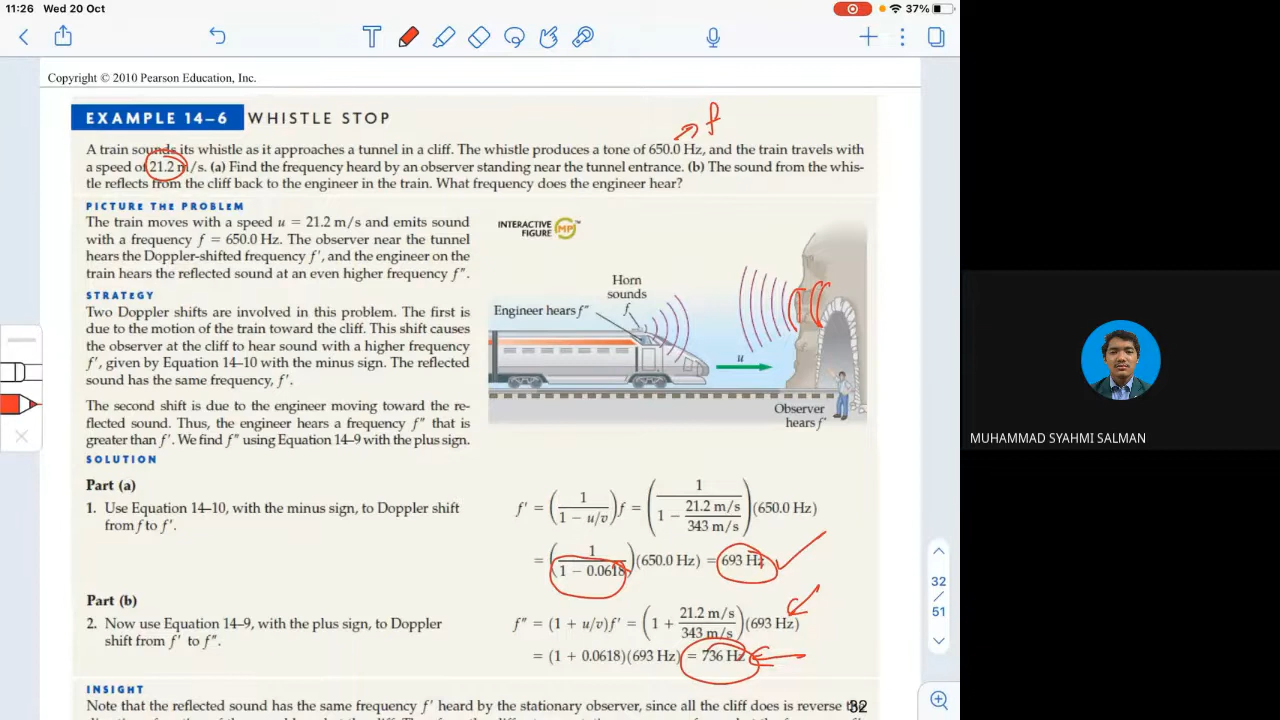 11:26 Wed 20 Oct
37%
Copyright © 2010 Pearson Education, Inc.
f
EXAMPLE 14–6 WHISTLE STOP
A train sounds its whistle as it approaches a tunnel in a cliff. The whistle produces a tone of 650.0 Hz, and the train travels with
a speed of 21.2 m/s. (a) Find the frequency heard by an observer standing near the tunnel entrance. (b) The sound from the whis-
tle reflects from the cliff back to the engineer in the train. What frequency does the engineer hear?
PICTURE THE PROBLEM
The train moves with a speed u = 21.2 m/s and emits sound
with a frequency f = 650.0 Hz. The observer near the tunnel
hears the Doppler-shifted frequency f′, and the engineer on the
train hears the reflected sound at an even higher frequency f″.
INTERACTIVE
FIGURE MP™
STRATEGY
Two Doppler shifts are involved in this problem. The first is
due to the motion of the train toward the cliff. This shift causes
the observer at the cliff to hear sound with a higher frequency
f′, given by Equation 14–10 with the minus sign. The reflected
sound has the same frequency, f′.
The second shift is due to the engineer moving toward the re-
flected sound. Thus, the engineer hears a frequency f″ that is
greater than f′. We find f″ using Equation 14–9 with the plus sign.
Horn
sounds
f
Engineer hears f″
u
Observer
hears f′
SOLUTION
Part (a)
1. Use Equation 14–10, with the minus sign, to Doppler shift
from f to f′.
f′ = (1 / (1 − u/v)) f = (1 / (1 − 21.2 m/s / 343 m/s)) (650.0 Hz)
= (1 / (1 − 0.0618)) (650.0 Hz) = 693 Hz
Part (b)
2. Now use Equation 14–9, with the plus sign, to Doppler
shift from f′ to f″.
f″ = (1 + u/v)f′ = (1 + 21.2 m/s / 343 m/s) (693 Hz)
= (1 + 0.0618)(693 Hz) = 736 Hz
INSIGHT
Note that the reflected sound has the same frequency f′ heard by the stationary observer, since all the cliff does is reverse the
32
32
/
51
MUHAMMAD SYAHMI SALMAN